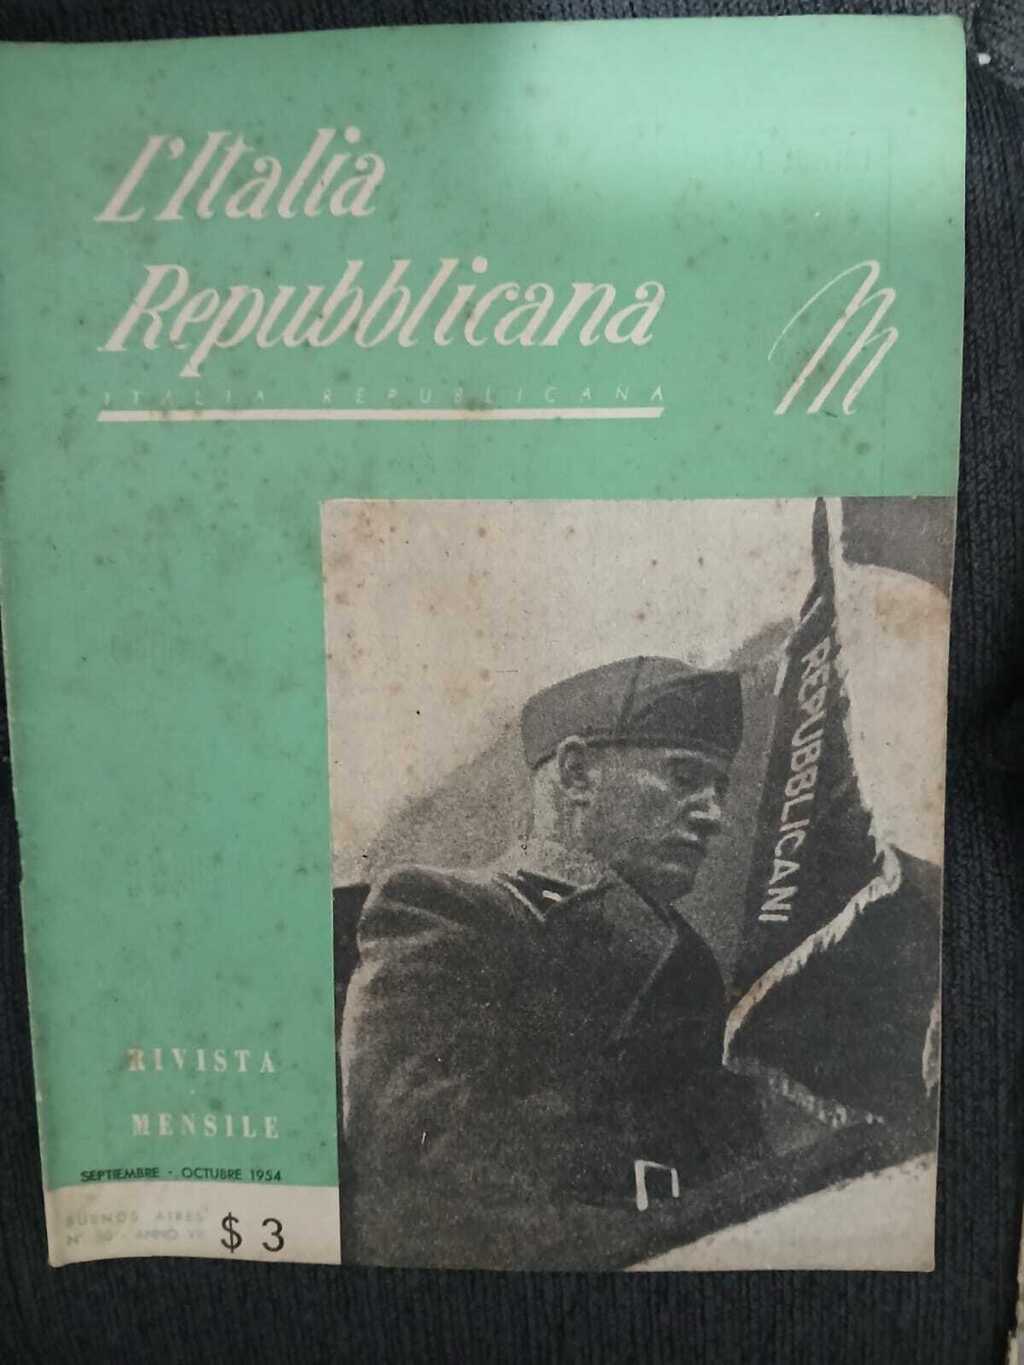 L'Italia
Repubblicana
ITALIA REPUBLICANA
M
REPUBBLICANI
RIVISTA
MENSILE
SEPTIEMBRE - OCTUBRE 1954
BUENOS AIRES
$ 3